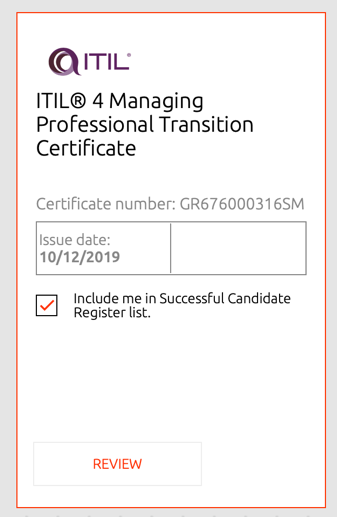 ITIL®
ITIL® 4 Managing
Professional Transition
Certificate
Certificate number: GR676000316SM
Issue date:
10/12/2019
Include me in Successful Candidate
Register list.
REVIEW